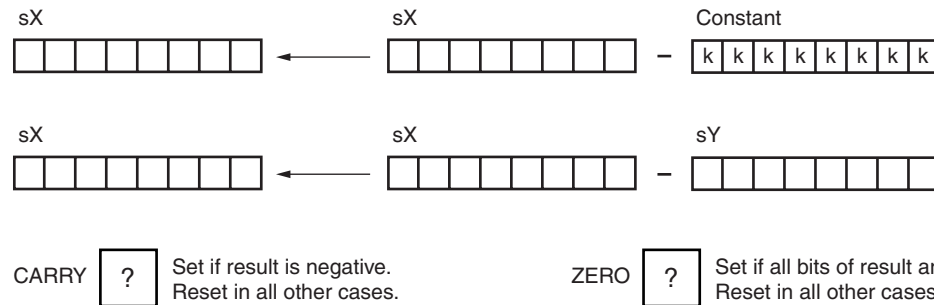 sX sX Constant
← – k k k k k k k k
sX sX sY
← –
CARRY ? Set if result is negative. ZERO ? Set if all bits of result
Reset in all other cases. Reset in all other cases